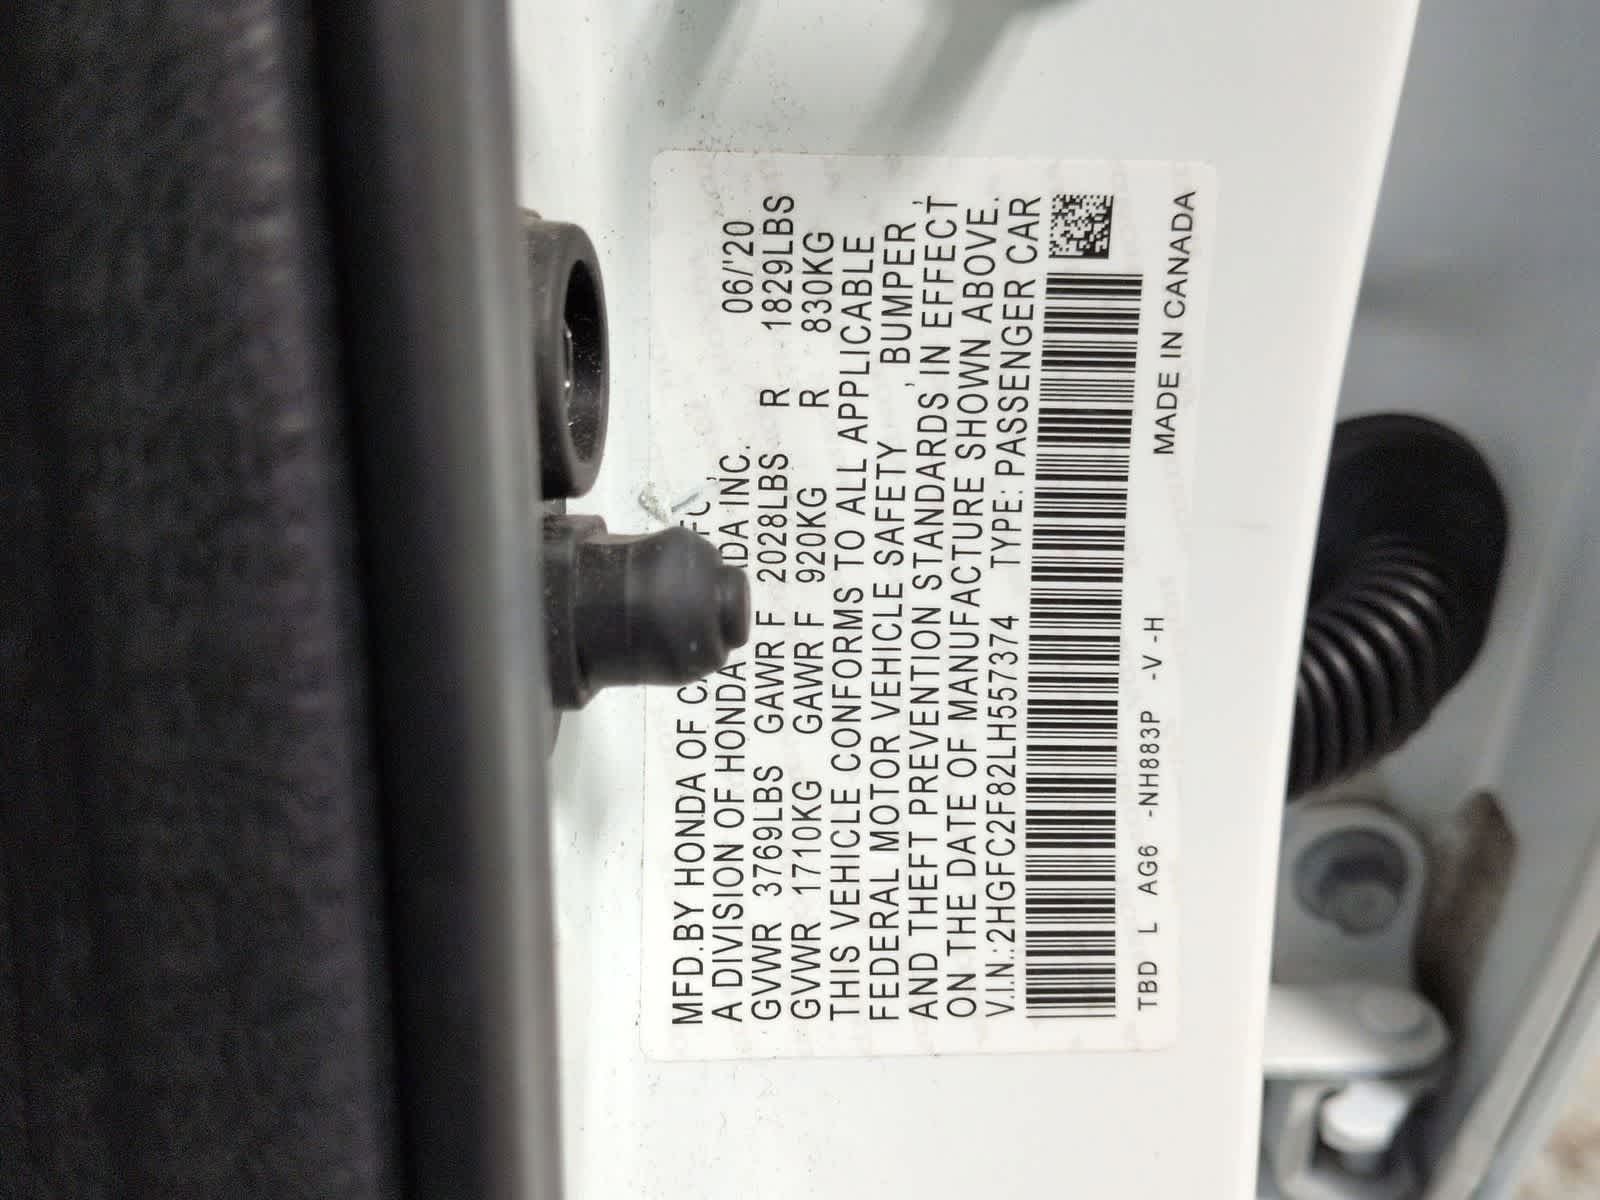 MFD. BY HONDA OF
A DIVISION OF HONDA INC. 06/'20
GVWR 3769LBS GAWR F 2028LBS R 1829LBS
GVWR 1710KG GAWR F 920KG R 830KG
THIS VEHICLE CONFORMS TO ALL APPLICABLE
FEDERAL MOTOR VEHICLE SAFETY , BUMPER ,
AND THEFT PREVENTION STANDARDS IN EFFECT
ON THE DATE OF MANUFACTURE SHOWN ABOVE.
V.I.N.:2HGFC2F82LH557374 TYPE: PASSENGER CAR
TBD L AG6 -NH883P -V -H MADE IN CANADA